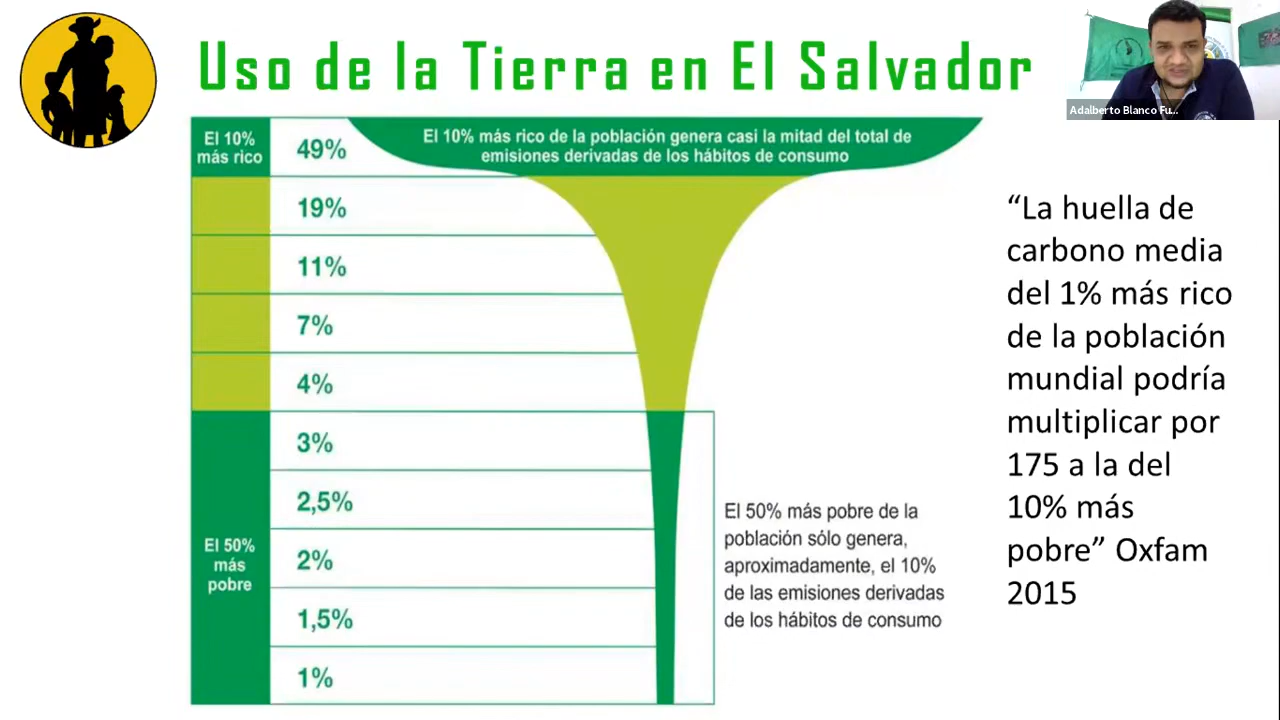 Uso de la Tierra en El Salvador
Adalberto Blanco Fu...
El 10%
más rico
49%
El 10% más rico de la población genera casi la mitad del total de
emisiones derivadas de los hábitos de consumo
19%
11%
7%
4%
3%
2,5%
2%
1,5%
1%
El 50%
más
pobre
El 50% más pobre de la
población sólo genera,
aproximadamente, el 10%
de las emisiones derivadas
de los hábitos de consumo
“La huella de
carbono media
del 1% más rico
de la población
mundial podría
multiplicar por
175 a la del
10% más
pobre” Oxfam
2015